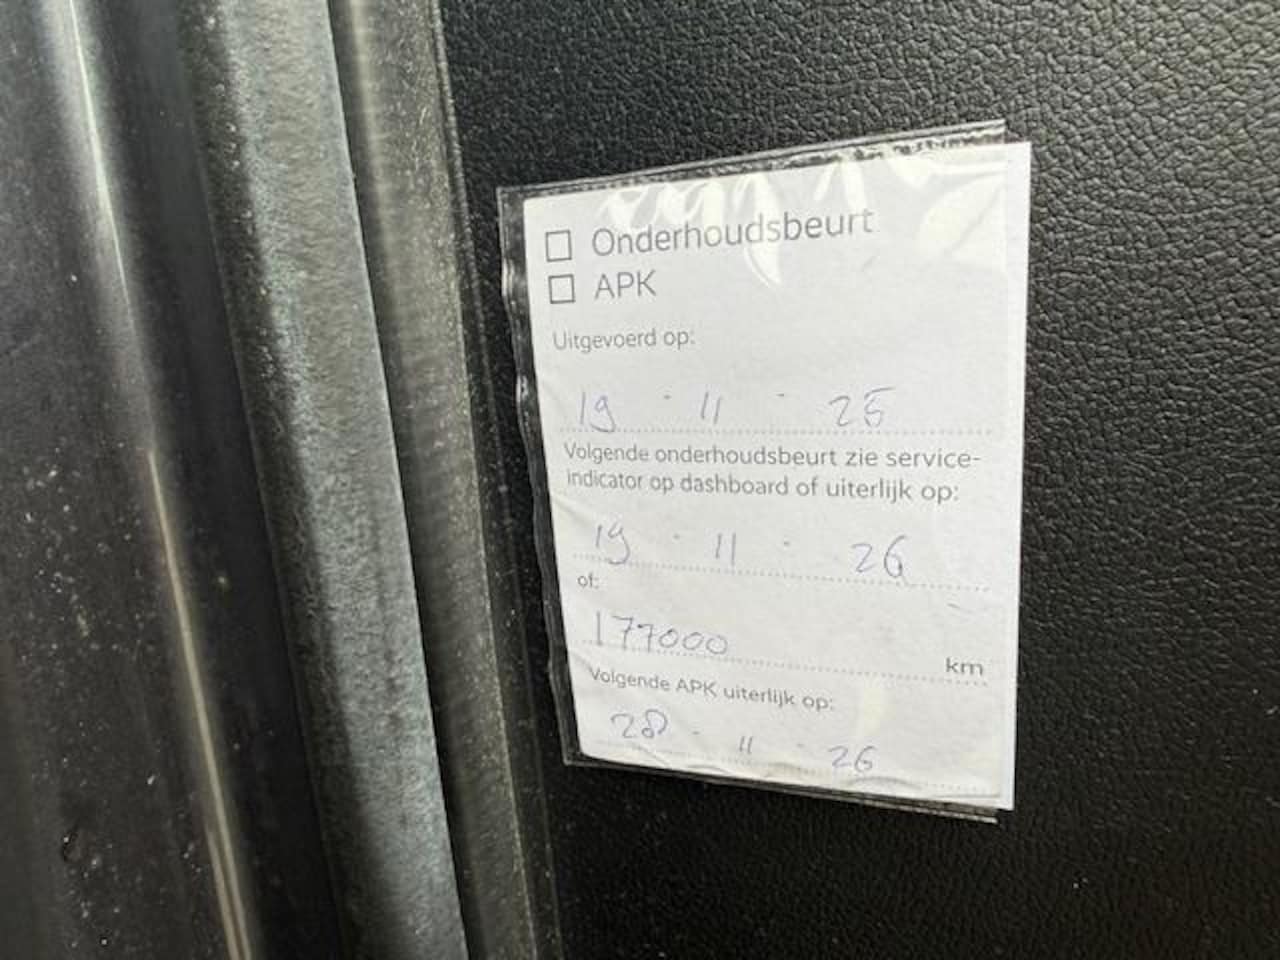 Onderhoudsbeurt
APK
Uitgevoerd op:
19 - 11 - 25
Volgende onderhoudsbeurt zie service-
indicator op dashboard of uiterlijk op:
19 - 11 - 26
of:
177000 km
Volgende APK uiterlijk op:
28 - 11 - 26